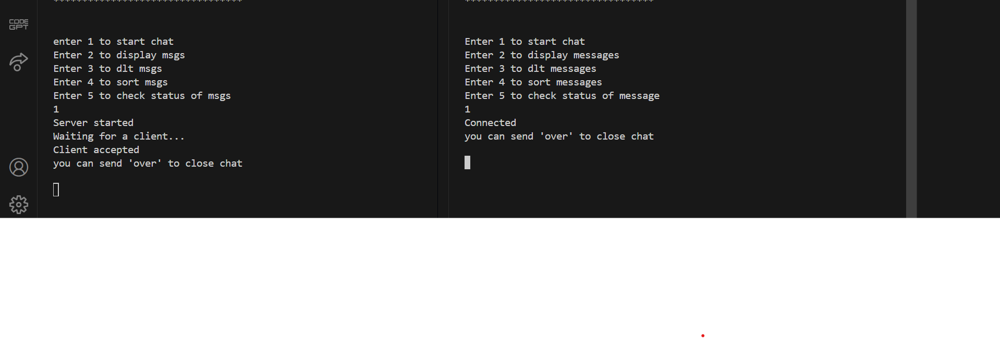 ********************************* 
CODE
GPT
enter 1 to start chat
Enter 2 to display msgs
Enter 3 to dlt msgs
Enter 4 to sort msgs
Enter 5 to check status of msgs
1
Server started
Waiting for a client...
Client accepted
you can send 'over' to close chat
*********************************
Enter 1 to start chat
Enter 2 to display messages
Enter 3 to dlt messages
Enter 4 to sort messages
Enter 5 to check status of message
1
Connected
you can send 'over' to close chat